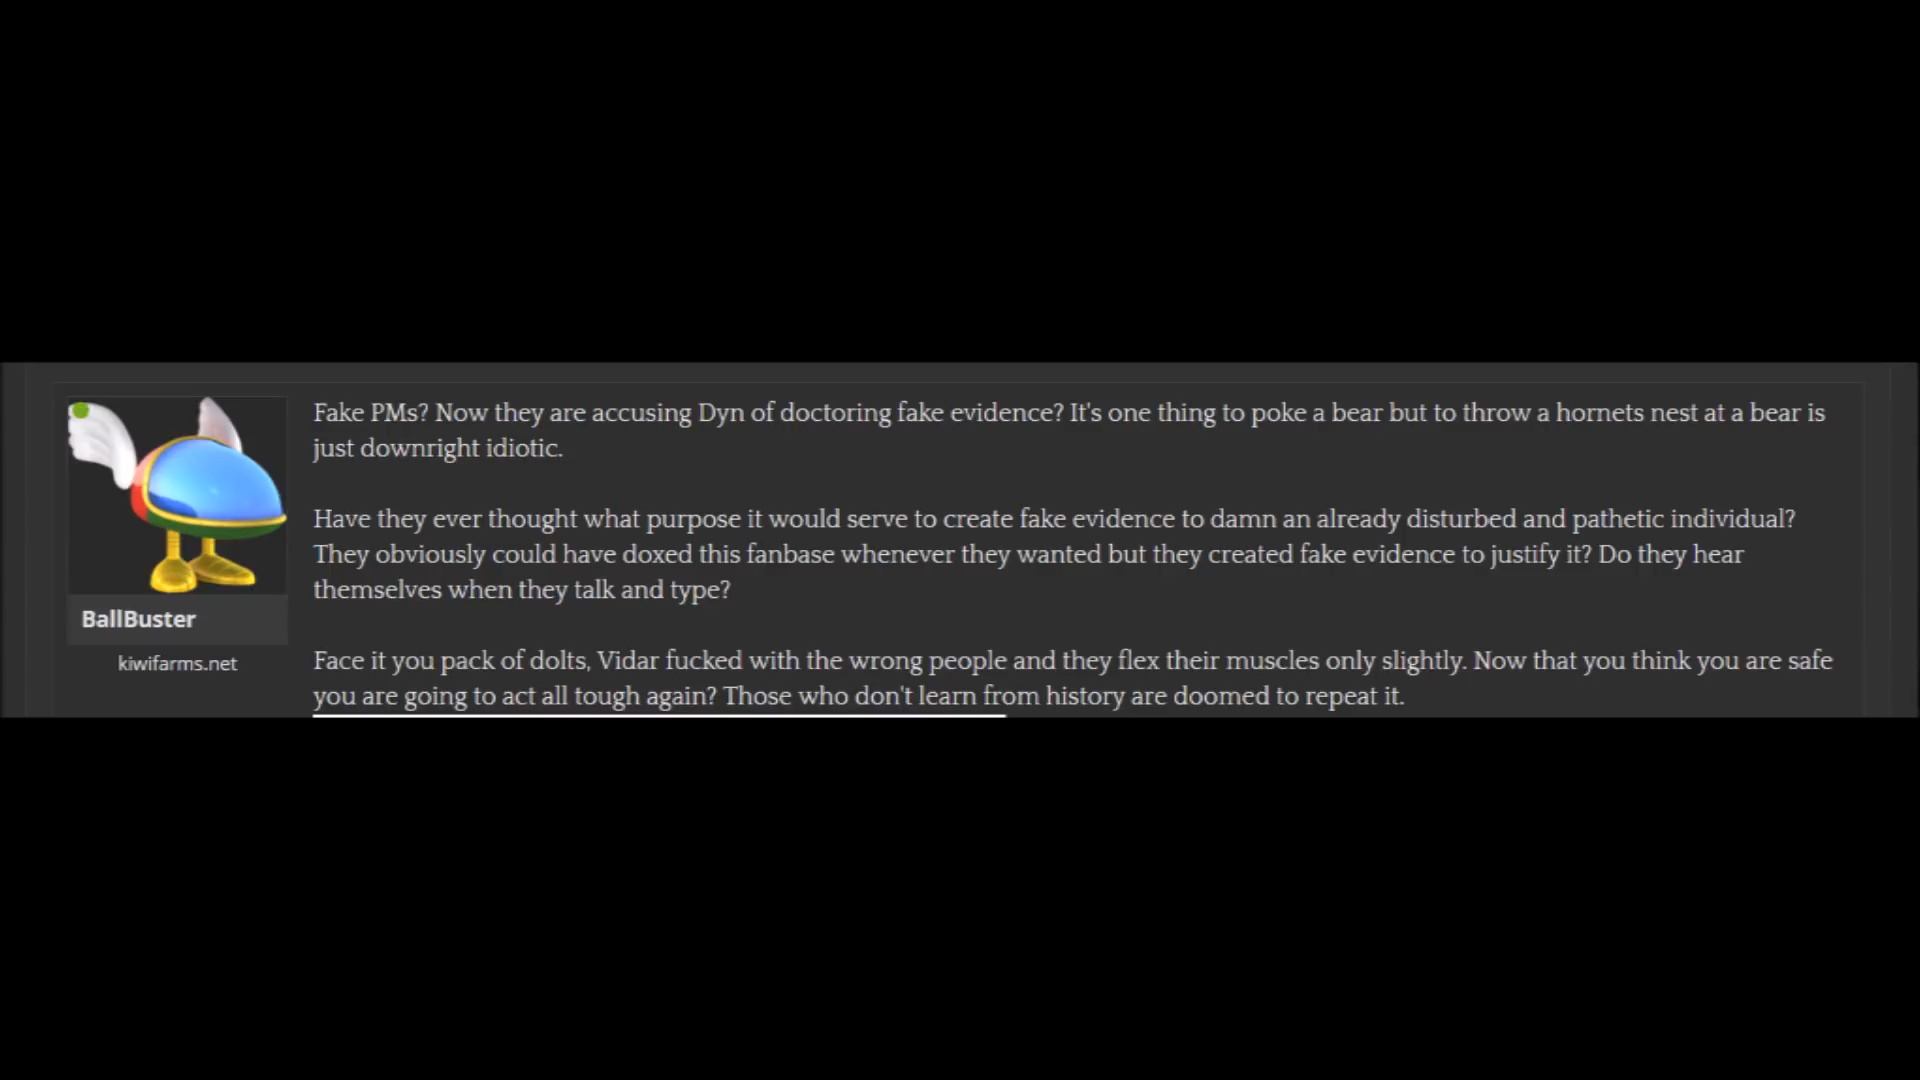 Fake PMs? Now they are accusing Dyn of doctoring fake evidence? It's one thing to poke a bear but to throw a hornets nest at a bear is
just downright idiotic.
Have they ever thought what purpose it would serve to create fake evidence to damn an already disturbed and pathetic individual?
They obviously could have doxed this fanbase whenever they wanted but they created fake evidence to justify it? Do they hear
themselves when they talk and type?
BallBuster
kiwifarms.net
Face it you pack of dolts, Vidar fucked with the wrong people and they flex their muscles only slightly. Now that you think you are safe
you are going to act all tough again? Those who don't learn from history are doomed to repeat it.